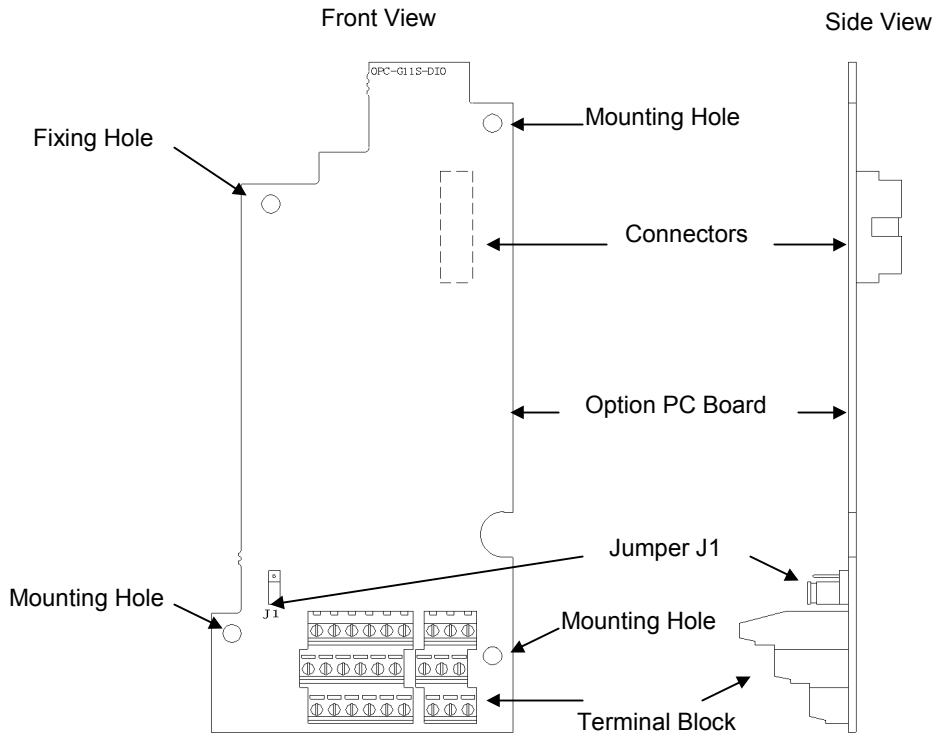 Front View
Side View
OPC-G11S-DIO
Mounting Hole
Fixing Hole
Connectors
Option PC Board
Jumper J1
J1
Mounting Hole
Mounting Hole
Terminal Block